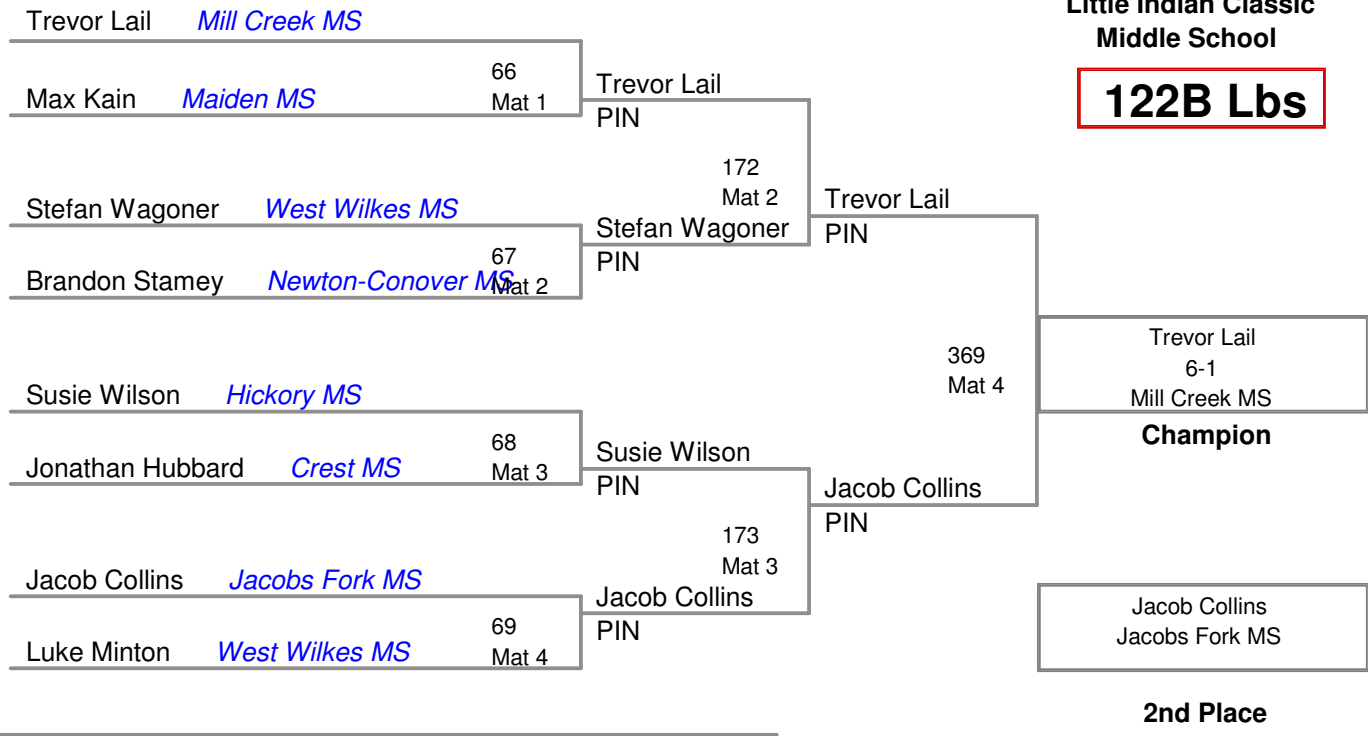 Little Indian Classic
Middle School
122B Lbs
Trevor Lail Mill Creek MS
66
Mat 1
Max Kain Maiden MS
Trevor Lail
PIN
172
Mat 2
Stefan Wagoner West Wilkes MS
67
Mat 2
Brandon Stamey Newton-Conover MS
Stefan Wagoner
PIN
Trevor Lail
PIN
Susie Wilson Hickory MS
68
Mat 3
Jonathan Hubbard Crest MS
Susie Wilson
PIN
173
Mat 3
Jacob Collins Jacobs Fork MS
69
Mat 4
Luke Minton West Wilkes MS
Jacob Collins
PIN
Jacob Collins
PIN
369
Mat 4
Trevor Lail
6-1
Mill Creek MS
Champion
Jacob Collins
Jacobs Fork MS
2nd Place